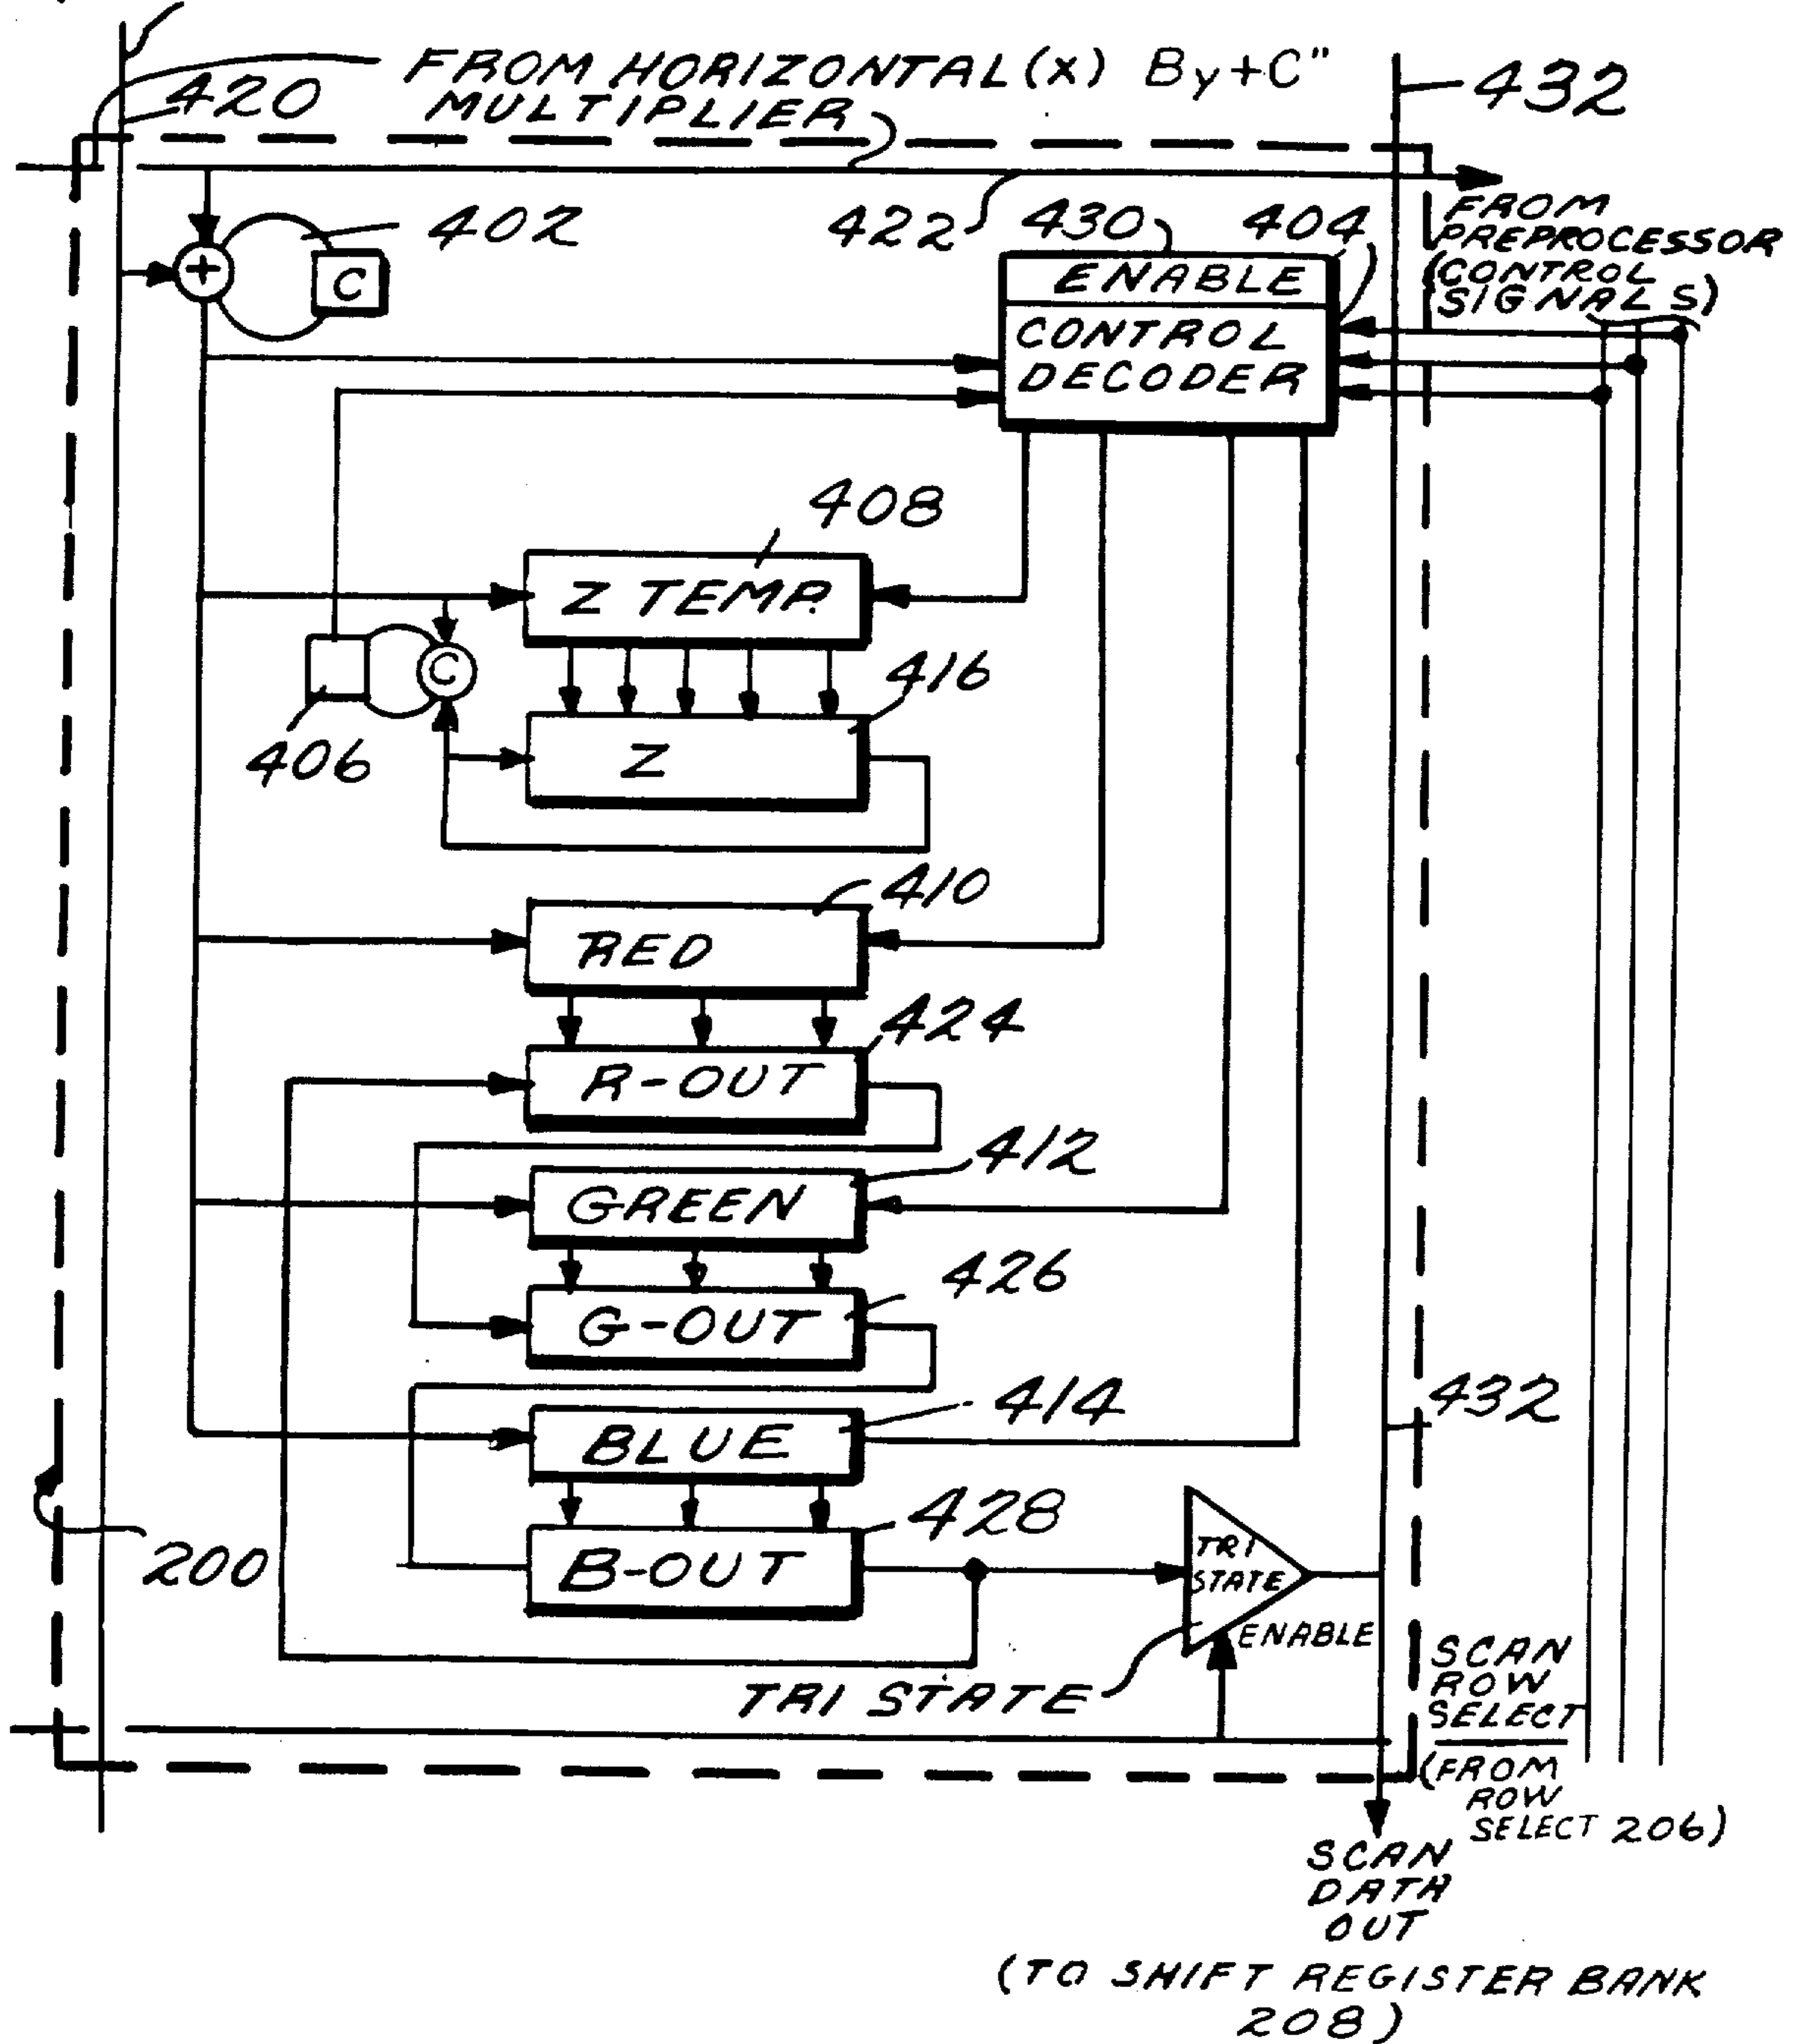 FROM HORIZONTAL (x) By+C"
MULTIPLIER
420
432
402
422
430
404
FROM
PREPROCESSOR
(CONTROL
SIGNALS)
+
C
ENABLE
CONTROL
DECODER
408
Z TEMP.
C
416
406
Z
410
RED
424
R-OUT
412
GREEN
426
G-OUT
414
432
BLUE
428
200
B-OUT
TRI
STATE
ENABLE
TRI STATE
SCAN
ROW
SELECT
(FROM
ROW
SELECT 206)
SCAN
DATA
OUT
(TO SHIFT REGISTER BANK
208)